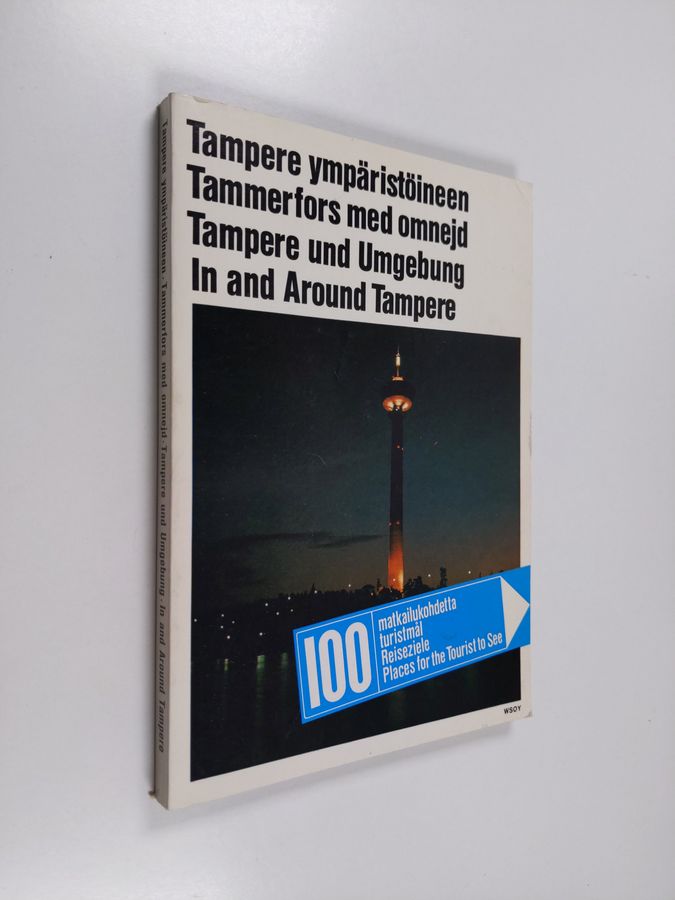 Tampere ympäristöineen
Tammerfors med omnejd
Tampere und Umgebung
In and Around Tampere
100
matkailukohdetta
turistmål
Reiseziele
Places for the Tourist to See
WSOY
Tampere ympäristöineen · Tammerfors med omnejd · Tampere und Umgebung · In and Around Tampere